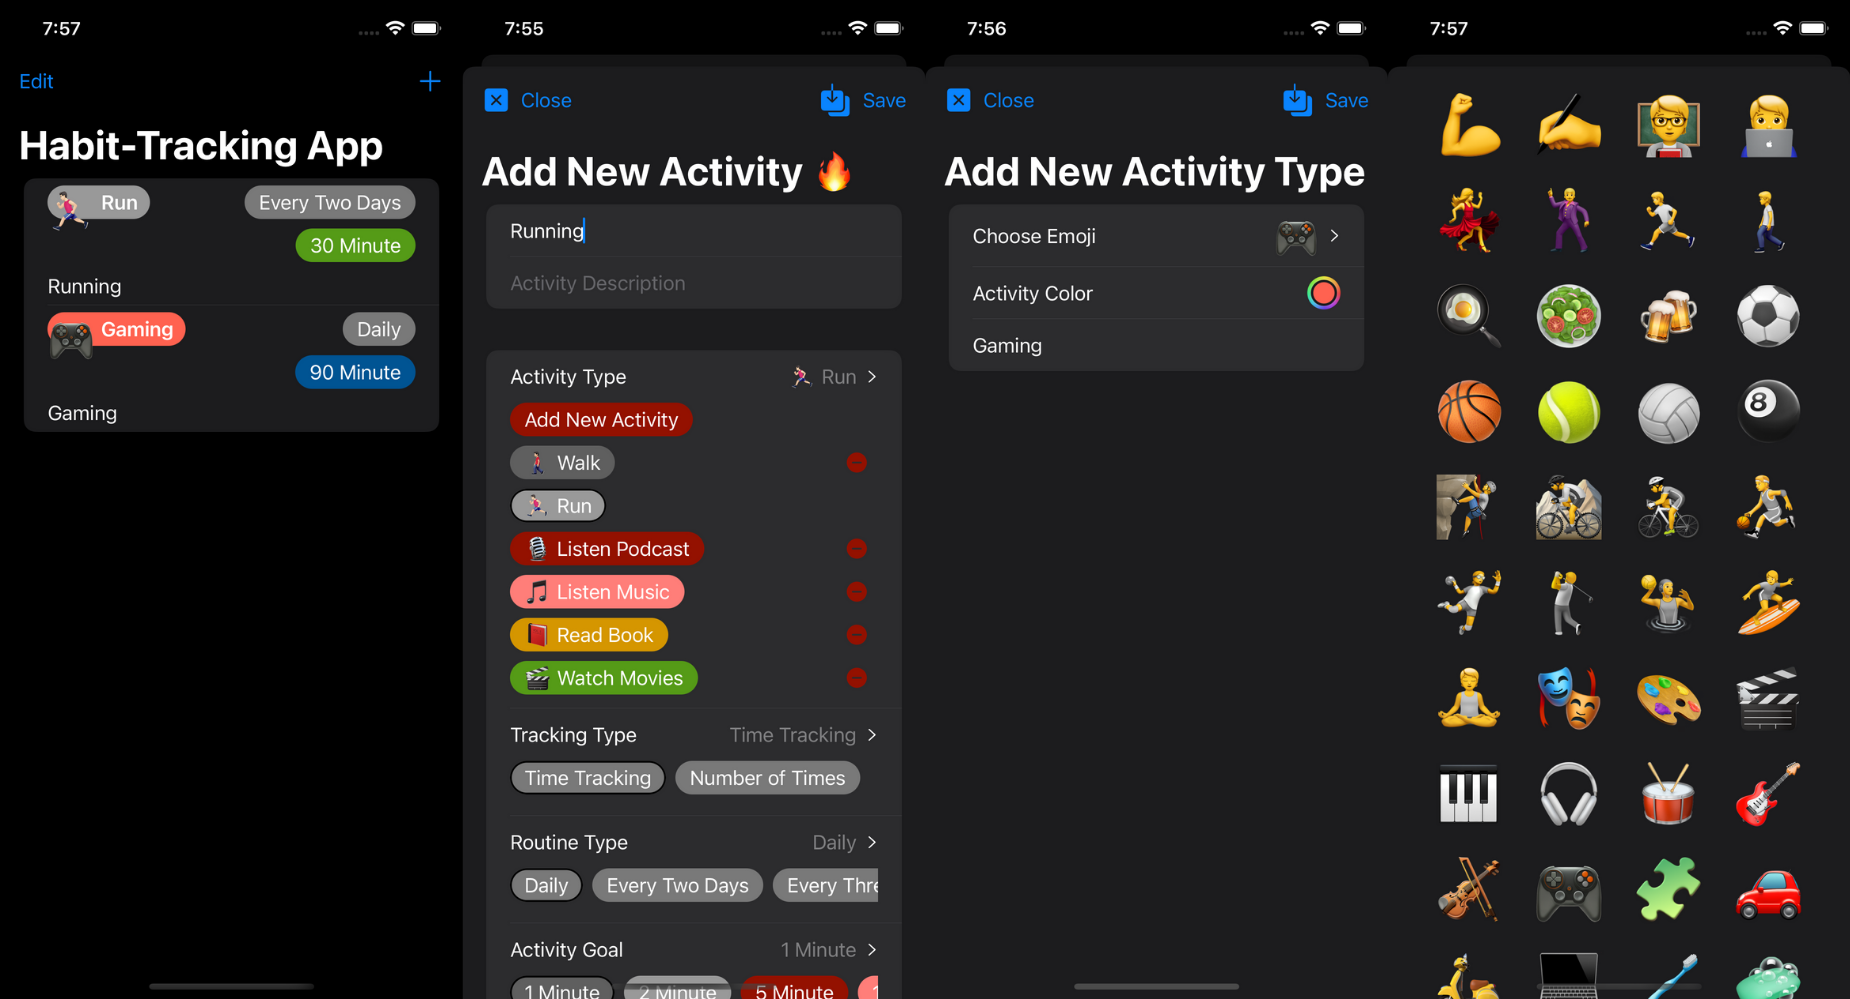 7:57
Edit
Habit-Tracking App
Run
Every Two Days
30 Minute
Running
Gaming
Daily
90 Minute
Gaming
7:55
Close
Save
Add New Activity
Running
Activity Description
Activity Type
Run
Add New Activity
Walk
Run
Listen Podcast
Listen Music
Read Book
Watch Movies
Tracking Type
Time Tracking
Time Tracking
Number of Times
Routine Type
Daily
Daily
Every Two Days
Every Thre
Activity Goal
1 Minute
1 Minute
2 Minute
5 Minute
7:56
Close
Save
Add New Activity Type
Choose Emoji
Activity Color
Gaming
7:57
8